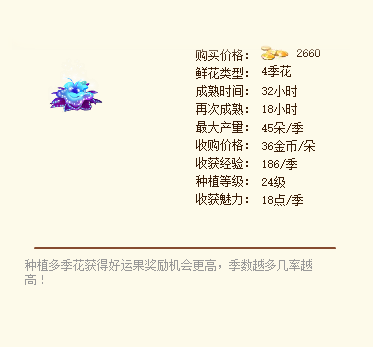 购买价格： 2660
鲜花类型： 4季花
成熟时间： 32小时
再次成熟： 18小时
最大产量： 45朵/季
收购价格： 36金币/朵
收获经验： 186/季
种植等级： 24级
收获魅力： 18点/季
种植多季花获得好运果奖励机会更高，季数越多几率越
高！